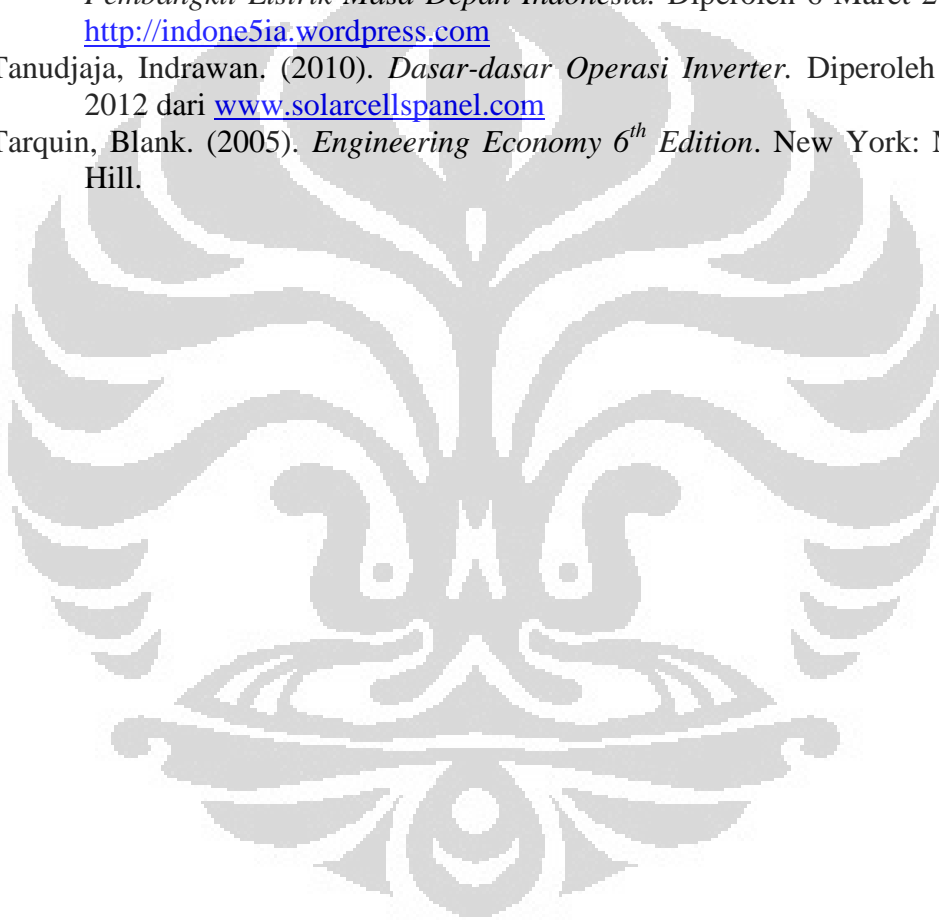 Pembangkit Listrik Masa Depan Indonesia. Diperoleh 6 Maret
http://indone5ia.wordpress.com
Tanudjaja, Indrawan. (2010). Dasar-dasar Operasi Inverter. Diperoleh
2012 dari www.solarcellspanel.com
Tarquin, Blank. (2005). Engineering Economy 6th Edition. New York:
Hill.